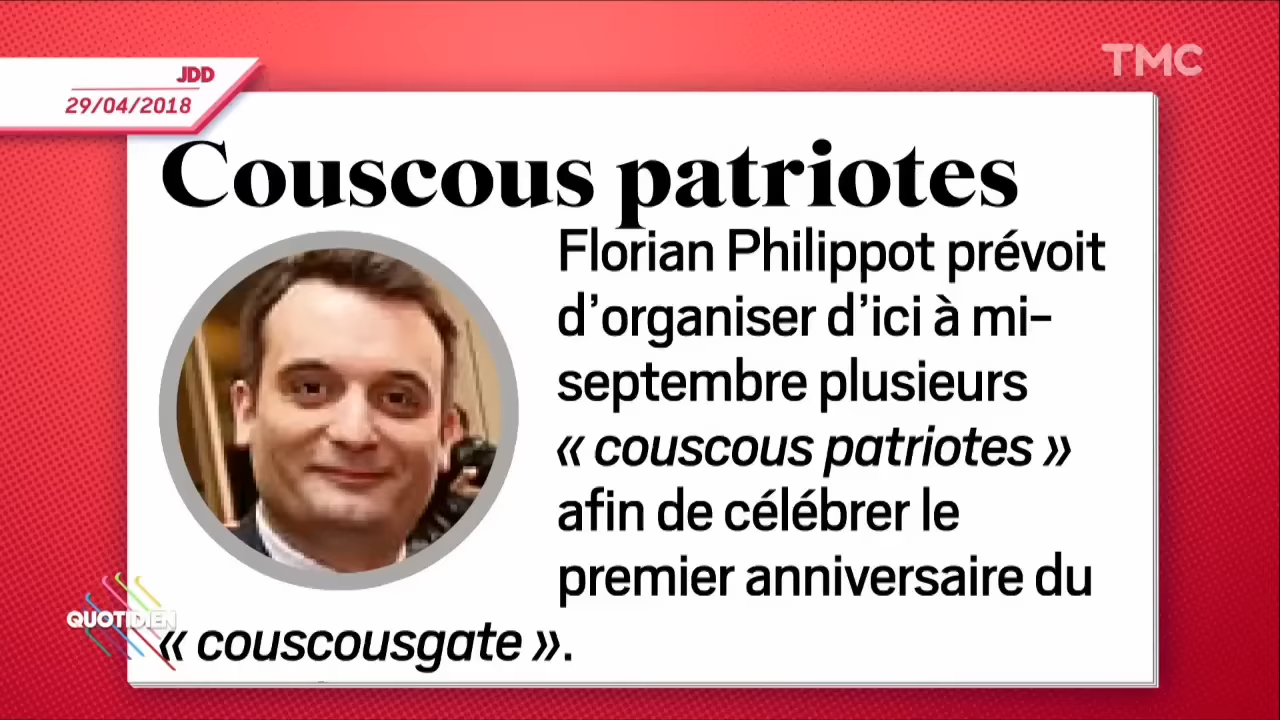 TMC
JDD
29/04/2018
Couscous patriotes
Florian Philippot prévoit
d’organiser d’ici à mi-
septembre plusieurs
« couscous patriotes »
afin de célébrer le
premier anniversaire du
« couscousgate ».
QUOTIDIEN